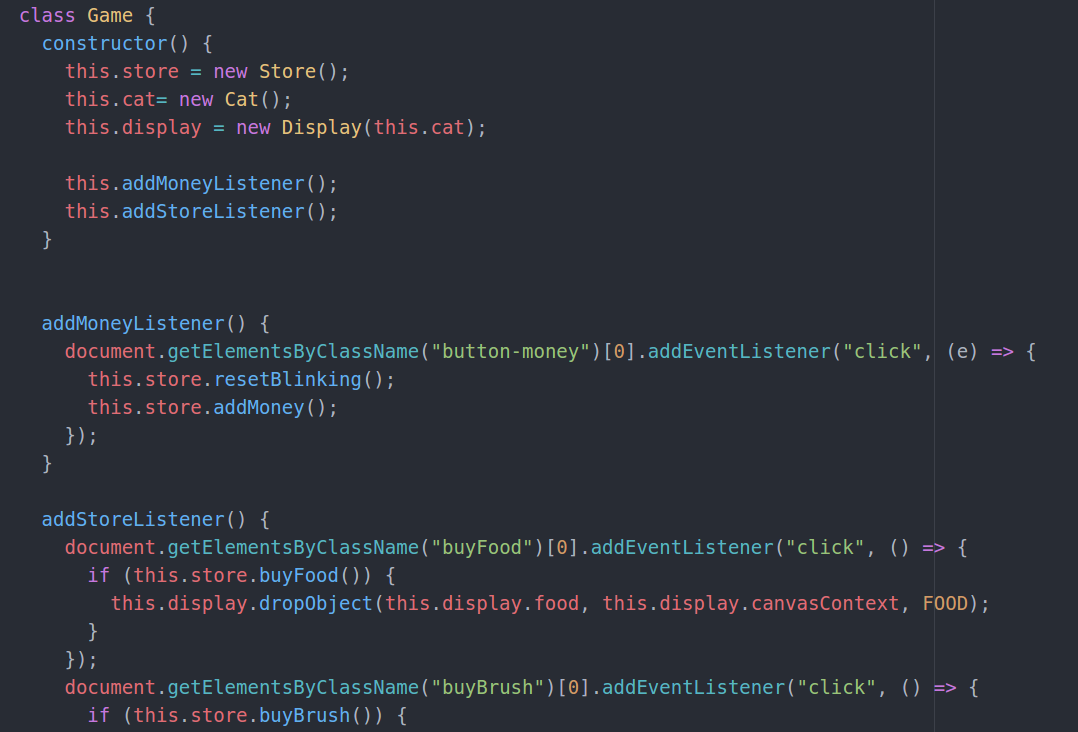 class Game {
  constructor() {
    this.store = new Store();
    this.cat= new Cat();
    this.display = new Display(this.cat);

    this.addMoneyListener();
    this.addStoreListener();
  }


  addMoneyListener() {
    document.getElementsByClassName("button-money")[0].addEventListener("click", (e) => {
      this.store.resetBlinking();
      this.store.addMoney();
    });
  }

  addStoreListener() {
    document.getElementsByClassName("buyFood")[0].addEventListener("click", () => {
      if (this.store.buyFood()) {
        this.display.dropObject(this.display.food, this.display.canvasContext, FOOD);
      }
    });
    document.getElementsByClassName("buyBrush")[0].addEventListener("click", () => {
      if (this.store.buyBrush()) {